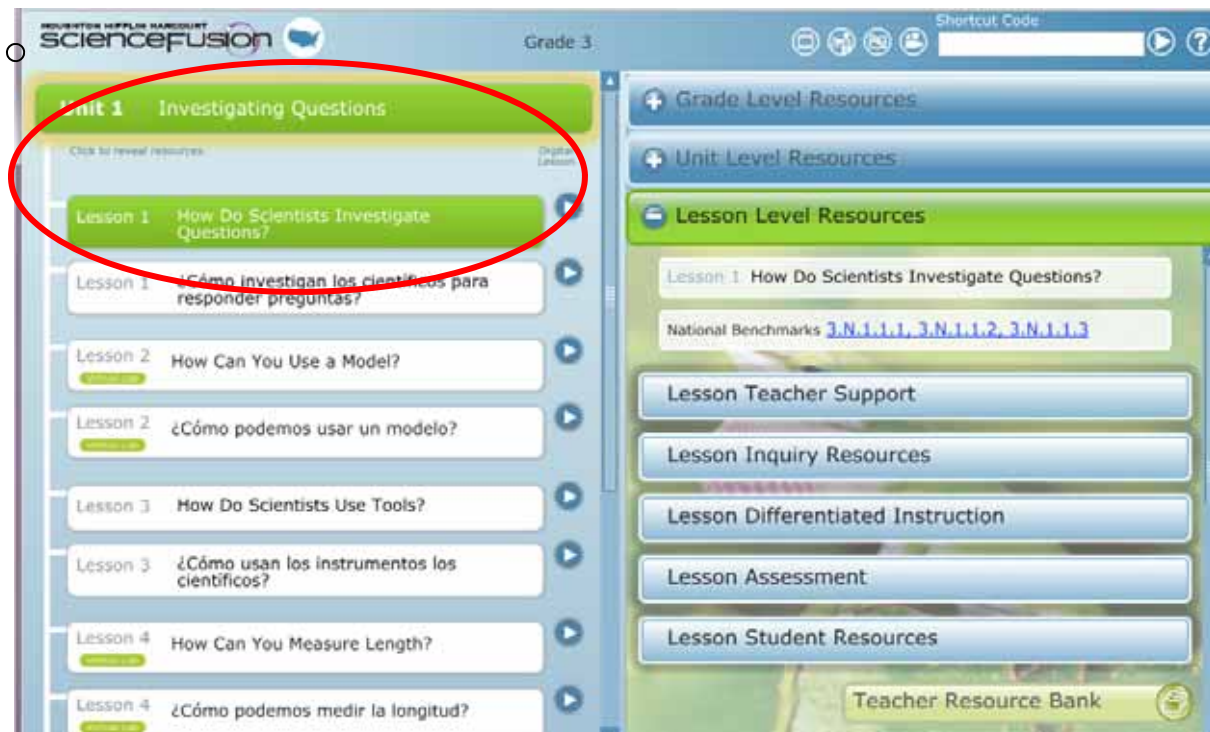 HOUGHTON MIFFLIN HARCOURT
SCIENCEFUSION
Grade 3
Shortcut Code
Unit 1 Investigating Questions
Click to reveal resources
Digital
Lesson
Lesson 1 How Do Scientists Investigate
Questions?
Lesson 1 ¿Cómo investigan los científicos para
responder preguntas?
Lesson 2 How Can You Use a Model?
Lesson 2 ¿Cómo podemos usar un modelo?
Lesson 3 How Do Scientists Use Tools?
Lesson 3 ¿Cómo usan los instrumentos los
científicos?
Lesson 4 How Can You Measure Length?
Lesson 4 ¿Cómo podemos medir la longitud?
Grade Level Resources
Unit Level Resources
Lesson Level Resources
Lesson 1 How Do Scientists Investigate Questions?
National Benchmarks 3.N.1.1.1, 3.N.1.1.2, 3.N.1.1.3
Lesson Teacher Support
Lesson Inquiry Resources
Lesson Differentiated Instruction
Lesson Assessment
Lesson Student Resources
Teacher Resource Bank